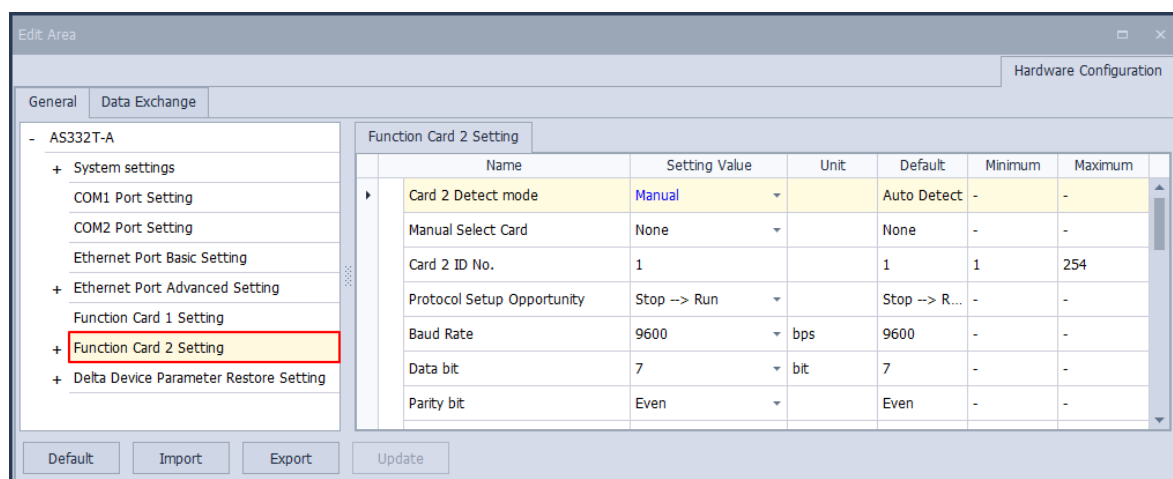 Edit Area
Hardware Configuration
General Data Exchange
- AS332T-A
+ System settings
COM1 Port Setting
COM2 Port Setting
Ethernet Port Basic Setting
+ Ethernet Port Advanced Setting
Function Card 1 Setting
+ Function Card 2 Setting
+ Delta Device Parameter Restore Setting
Function Card 2 Setting
Name Setting Value Unit Default Minimum Maximum
Card 2 Detect mode Manual Auto Detect - -
Manual Select Card None None - -
Card 2 ID No. 1 1 1 254
Protocol Setup Opportunity Stop --> Run Stop --> R... - -
Baud Rate 9600 bps 9600 - -
Data bit 7 bit 7 - -
Parity bit Even Even - -
Default Import Export Update